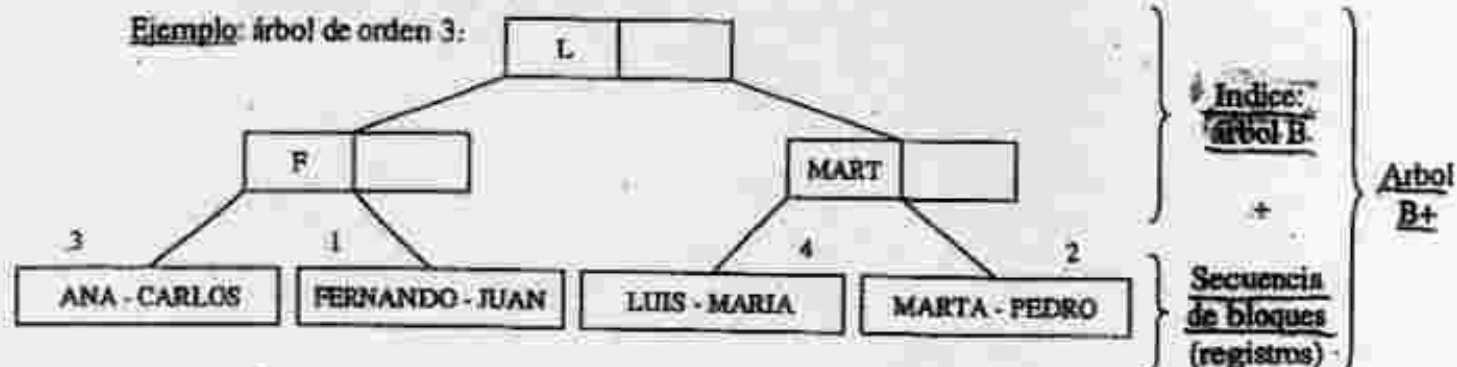 Ejemplo: árbol de orden 3:
L
F
MART
Indice:
árbol B
+
Arbol
B+
3
1
4
2
ANA - CARLOS
FERNANDO - JUAN
LUIS - MARIA
MARTA - PEDRO
Secuencia
de bloques
(registros)